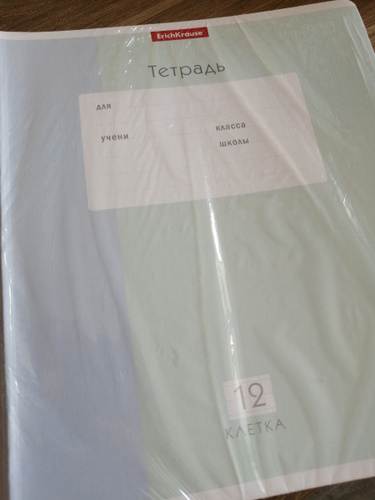 ErichKrause
Тетрадь
для
учени класса
школы
12
КЛЕТКА